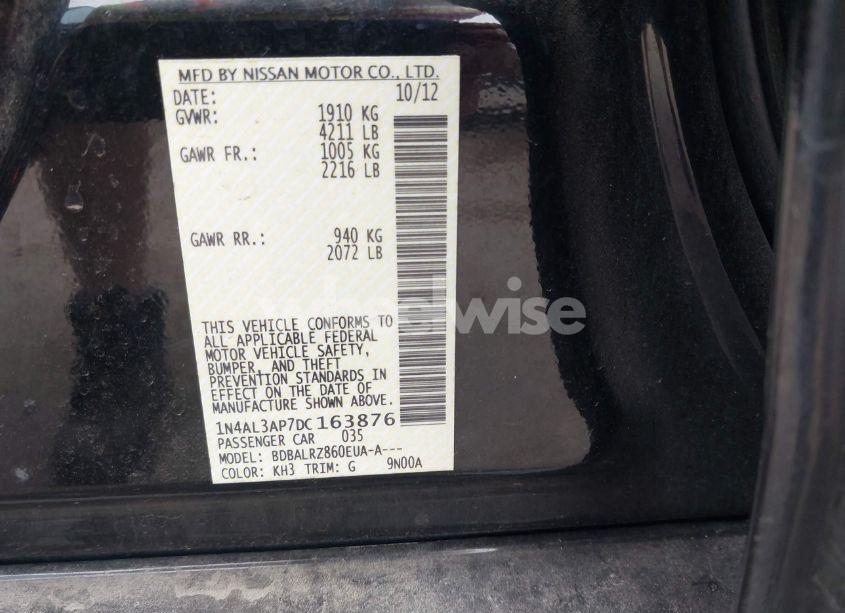 MFD BY NISSAN MOTOR CO., LTD.
DATE: 10/12
GVWR: 1910 KG
4211 LB
GAWR FR.: 1005 KG
2216 LB
GAWR RR.: 940 KG
2072 LB
wheelwise
THIS VEHICLE CONFORMS TO
ALL APPLICABLE FEDERAL
MOTOR VEHICLE SAFETY,
BUMPER, AND THEFT
PREVENTION STANDARDS IN
EFFECT ON THE DATE OF
MANUFACTURE SHOWN ABOVE.
1N4AL3AP7DC163876
PASSENGER CAR 035
MODEL: BDBALRZ860EUA-A---
COLOR: KH3 TRIM: G 9N00A